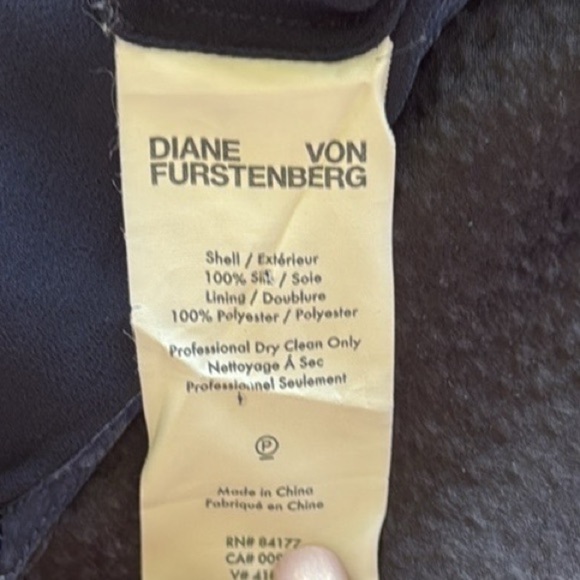 DIANE VON
FURSTENBERG
Shell / Extérieur
100% Silk / Soie
Lining / Doublure
100% Polyester / Polyester
Professional Dry Clean Only
Nettoyage À Sec
Professionnel Seulement
P
Made in China
Fabriqué en Chine
RN# 84177
CA#
V#